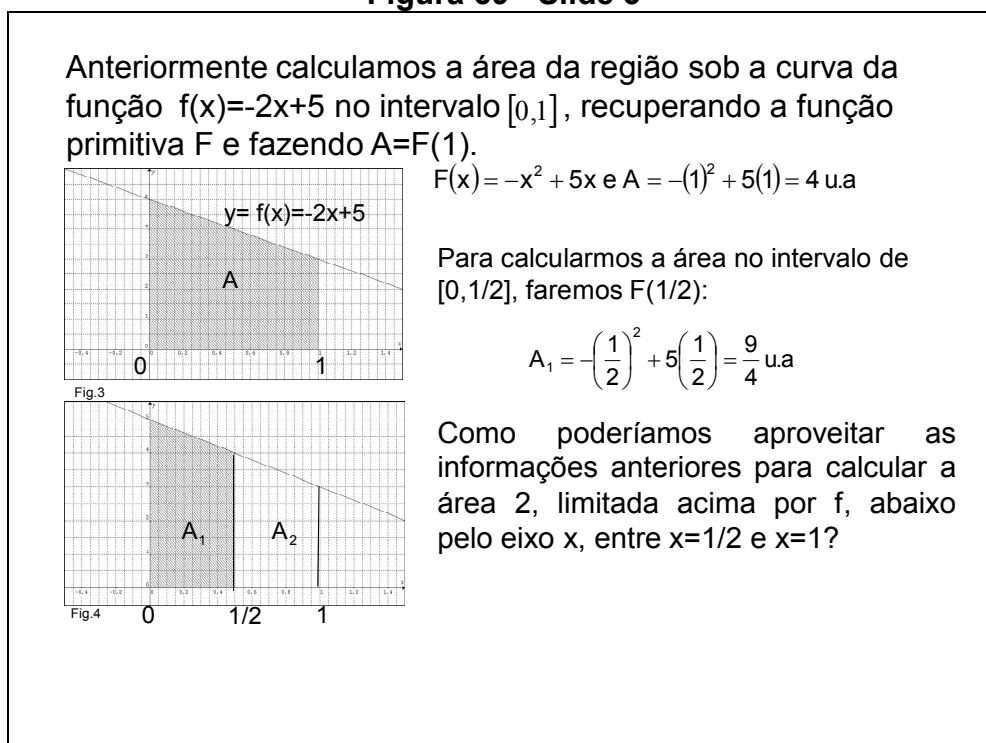 Anteriormente calculamos a área da região sob a curva da
função f(x)=-2x+5 no intervalo [0,1], recuperando a função
primitiva F e fazendo A=F(1).
y= f(x)=-2x+5
A
0 1
Fig.3
F(x) = −x² + 5x e A = −(1)² + 5(1) = 4 u.a
Para calcularmos a área no intervalo de
[0,1/2], faremos F(1/2):
A₁ = −(1/2)² + 5(1/2) = 9/4 u.a
A₁ A₂
Fig.4 0 1/2 1
Como poderíamos aproveitar as
informações anteriores para calcular a
área 2, limitada acima por f, abaixo
pelo eixo x, entre x=1/2 e x=1?